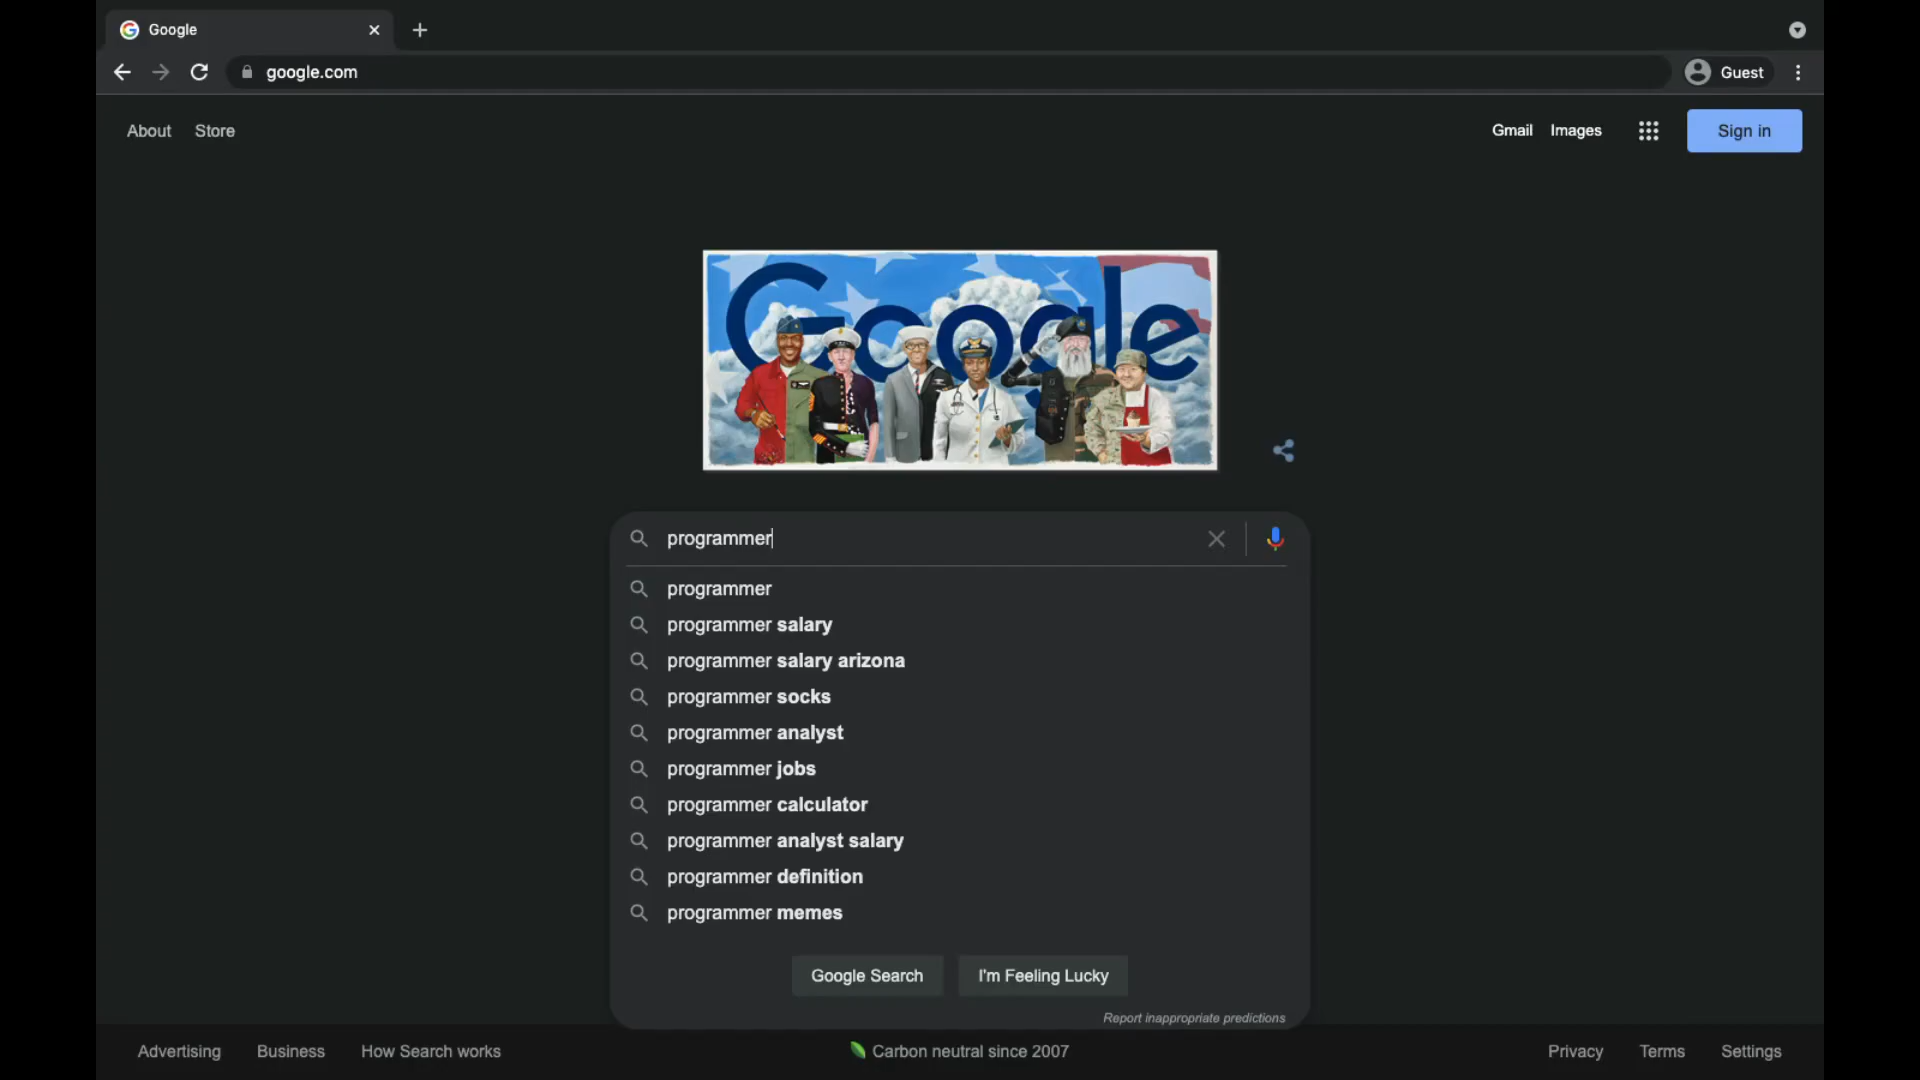 Google
google.com
Guest
About Store
Gmail Images
Sign in
Google
programmer
programmer
programmer salary
programmer salary arizona
programmer socks
programmer analyst
programmer jobs
programmer calculator
programmer analyst salary
programmer definition
programmer memes
Google Search I'm Feeling Lucky
Report inappropriate predictions
Advertising Business How Search works
Carbon neutral since 2007
Privacy Terms Settings